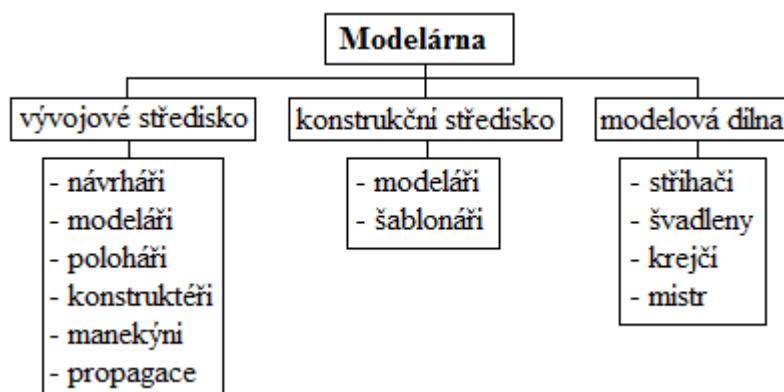 Modelárna
vývojové středisko
konstrukční středisko
modelová dílna
- návrháři
- modeláři
- poloháři
- konstruktéři
- manekýni
- propagace
- modeláři
- šablonáři
- střihači
- švadleny
- krejčí
- mistr